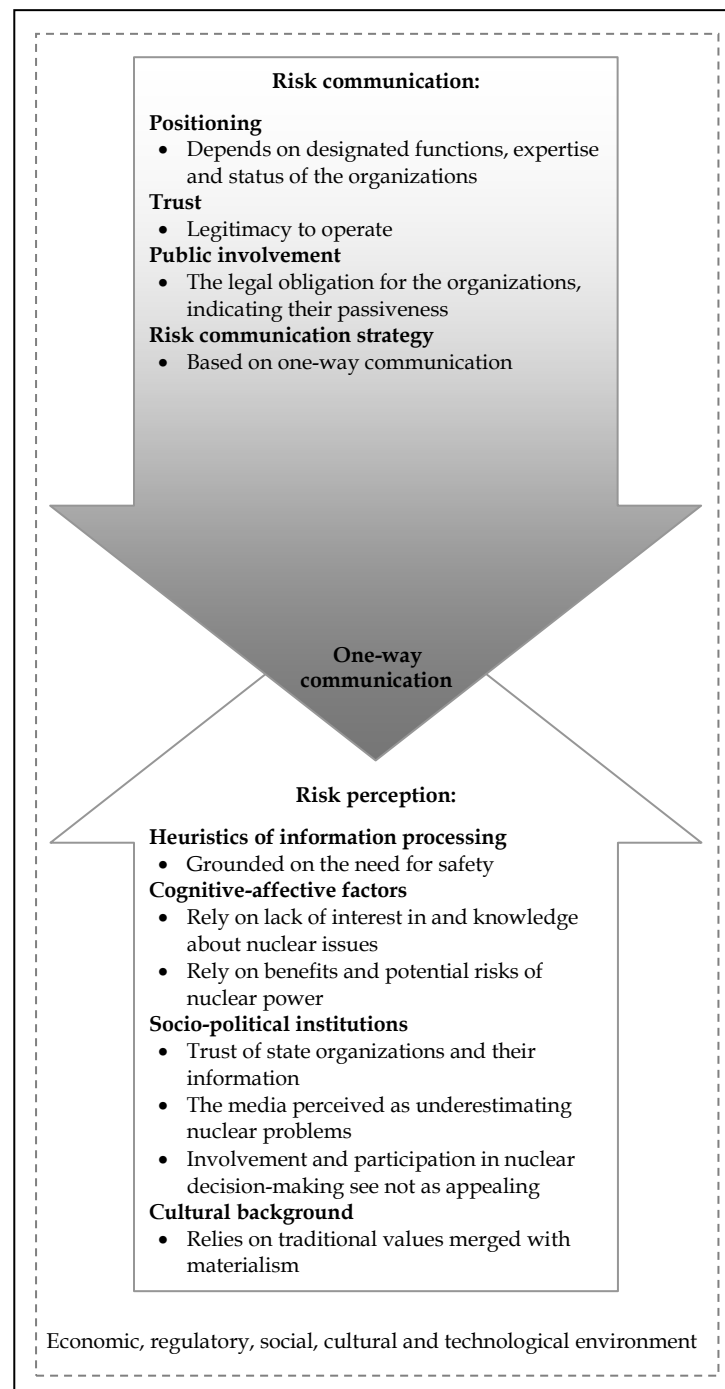 Risk communication:
Positioning
• Depends on designated functions, expertise
and status of the organizations
Trust
• Legitimacy to operate
Public involvement
• The legal obligation for the organizations,
indicating their passiveness
Risk communication strategy
• Based on one-way communication
One-way
communication
Risk perception:
Heuristics of information processing
• Grounded on the need for safety
Cognitive-affective factors
• Rely on lack of interest in and knowledge
about nuclear issues
• Rely on benefits and potential risks of
nuclear power
Socio-political institutions
• Trust of state organizations and their
information
• The media perceived as underestimating
nuclear problems
• Involvement and participation in nuclear
decision-making see not as appealing
Cultural background
• Relies on traditional values merged with
materialism
Economic, regulatory, social, cultural and technological environment